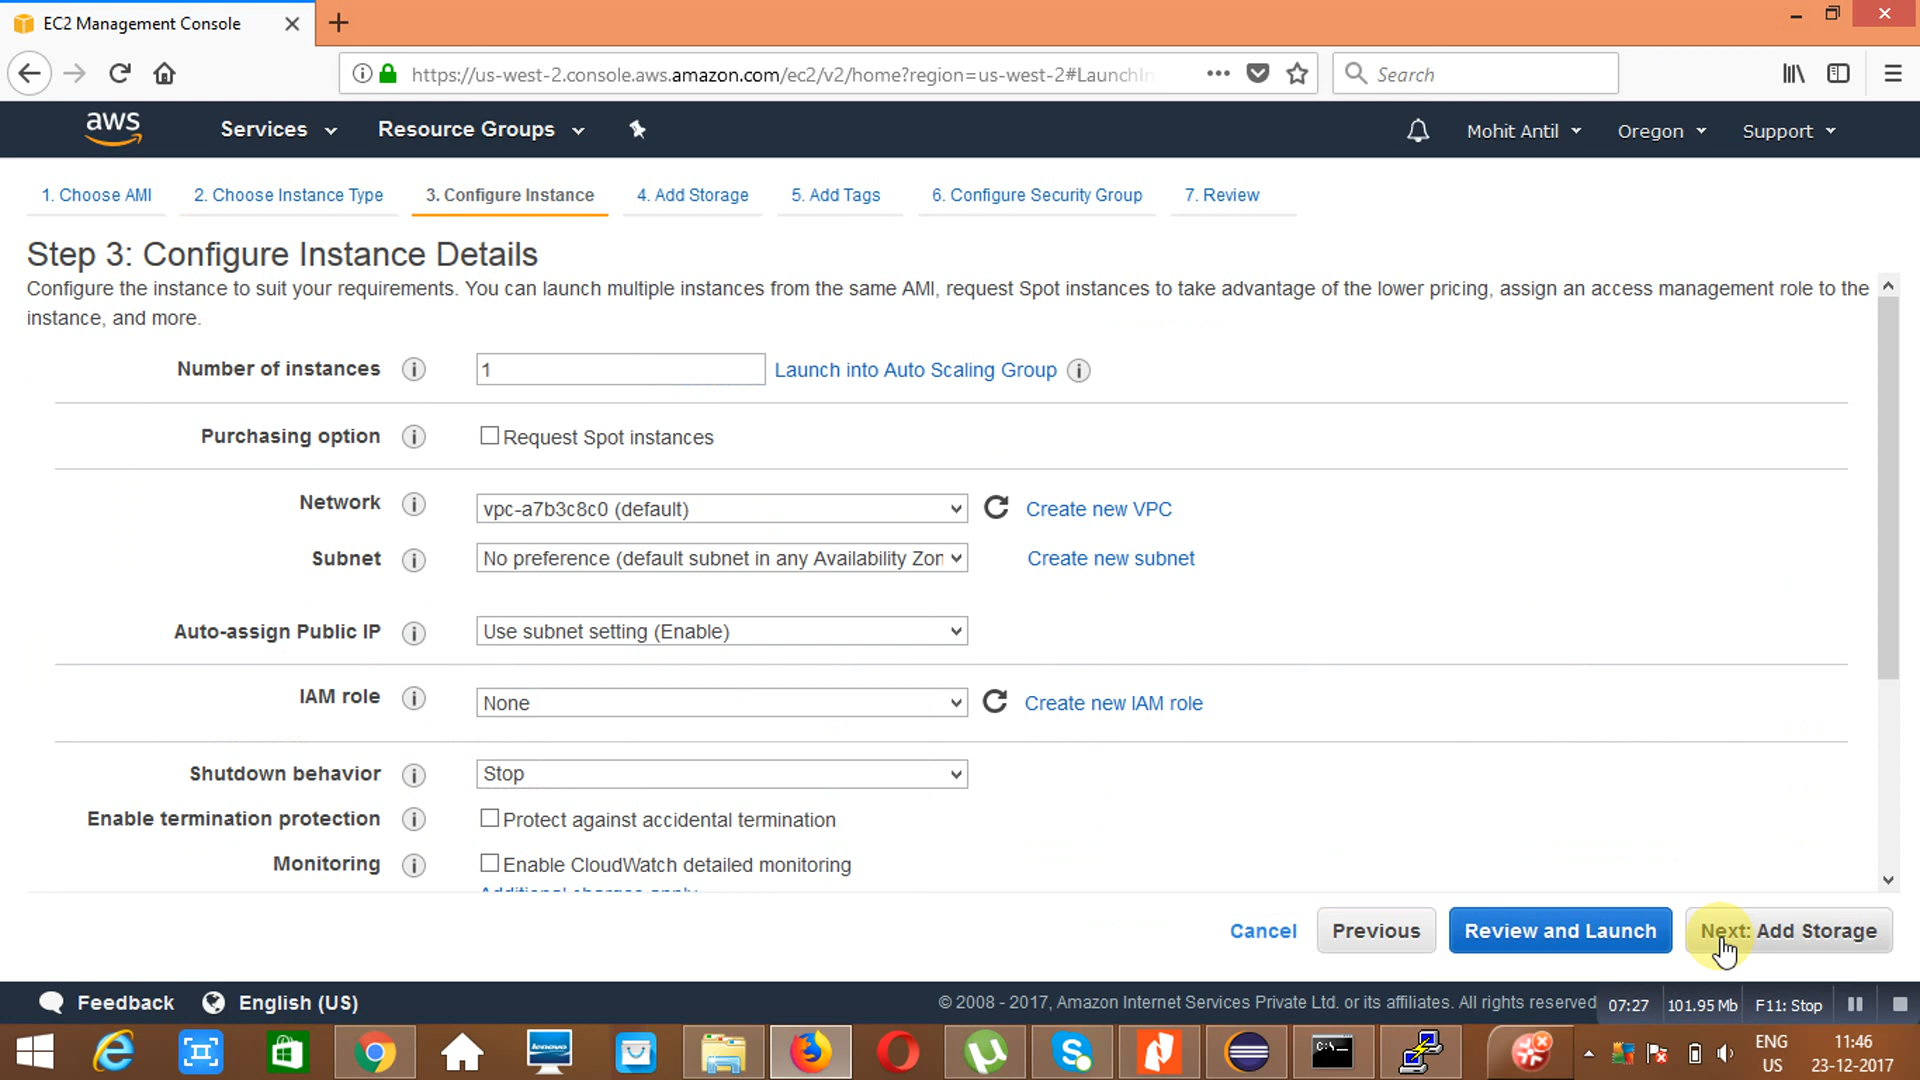 EC2 Management Console
https://us-west-2.console.aws.amazon.com/ec2/v2/home?region=us-west-2#LaunchIn
Search
aws
Services
Resource Groups
Mohit Antil
Oregon
Support
1. Choose AMI
2. Choose Instance Type
3. Configure Instance
4. Add Storage
5. Add Tags
6. Configure Security Group
7. Review
Step 3: Configure Instance Details
Configure the instance to suit your requirements. You can launch multiple instances from the same AMI, request Spot instances to take advantage of the lower pricing, assign an access management role to the
instance, and more.
Number of instances
1
Launch into Auto Scaling Group
Purchasing option
Request Spot instances
Network
vpc-a7b3c8c0 (default)
Create new VPC
Subnet
No preference (default subnet in any Availability Zon
Create new subnet
Auto-assign Public IP
Use subnet setting (Enable)
IAM role
None
Create new IAM role
Shutdown behavior
Stop
Enable termination protection
Protect against accidental termination
Monitoring
Enable CloudWatch detailed monitoring
Additional charges apply
Cancel
Previous
Review and Launch
Next: Add Storage
Feedback
English (US)
© 2008 - 2017, Amazon Internet Services Private Ltd. or its affiliates. All rights reserved
07:27
101.95 Mb
F11: Stop
lenovo
C:\
ENG
US
11:46
23-12-2017